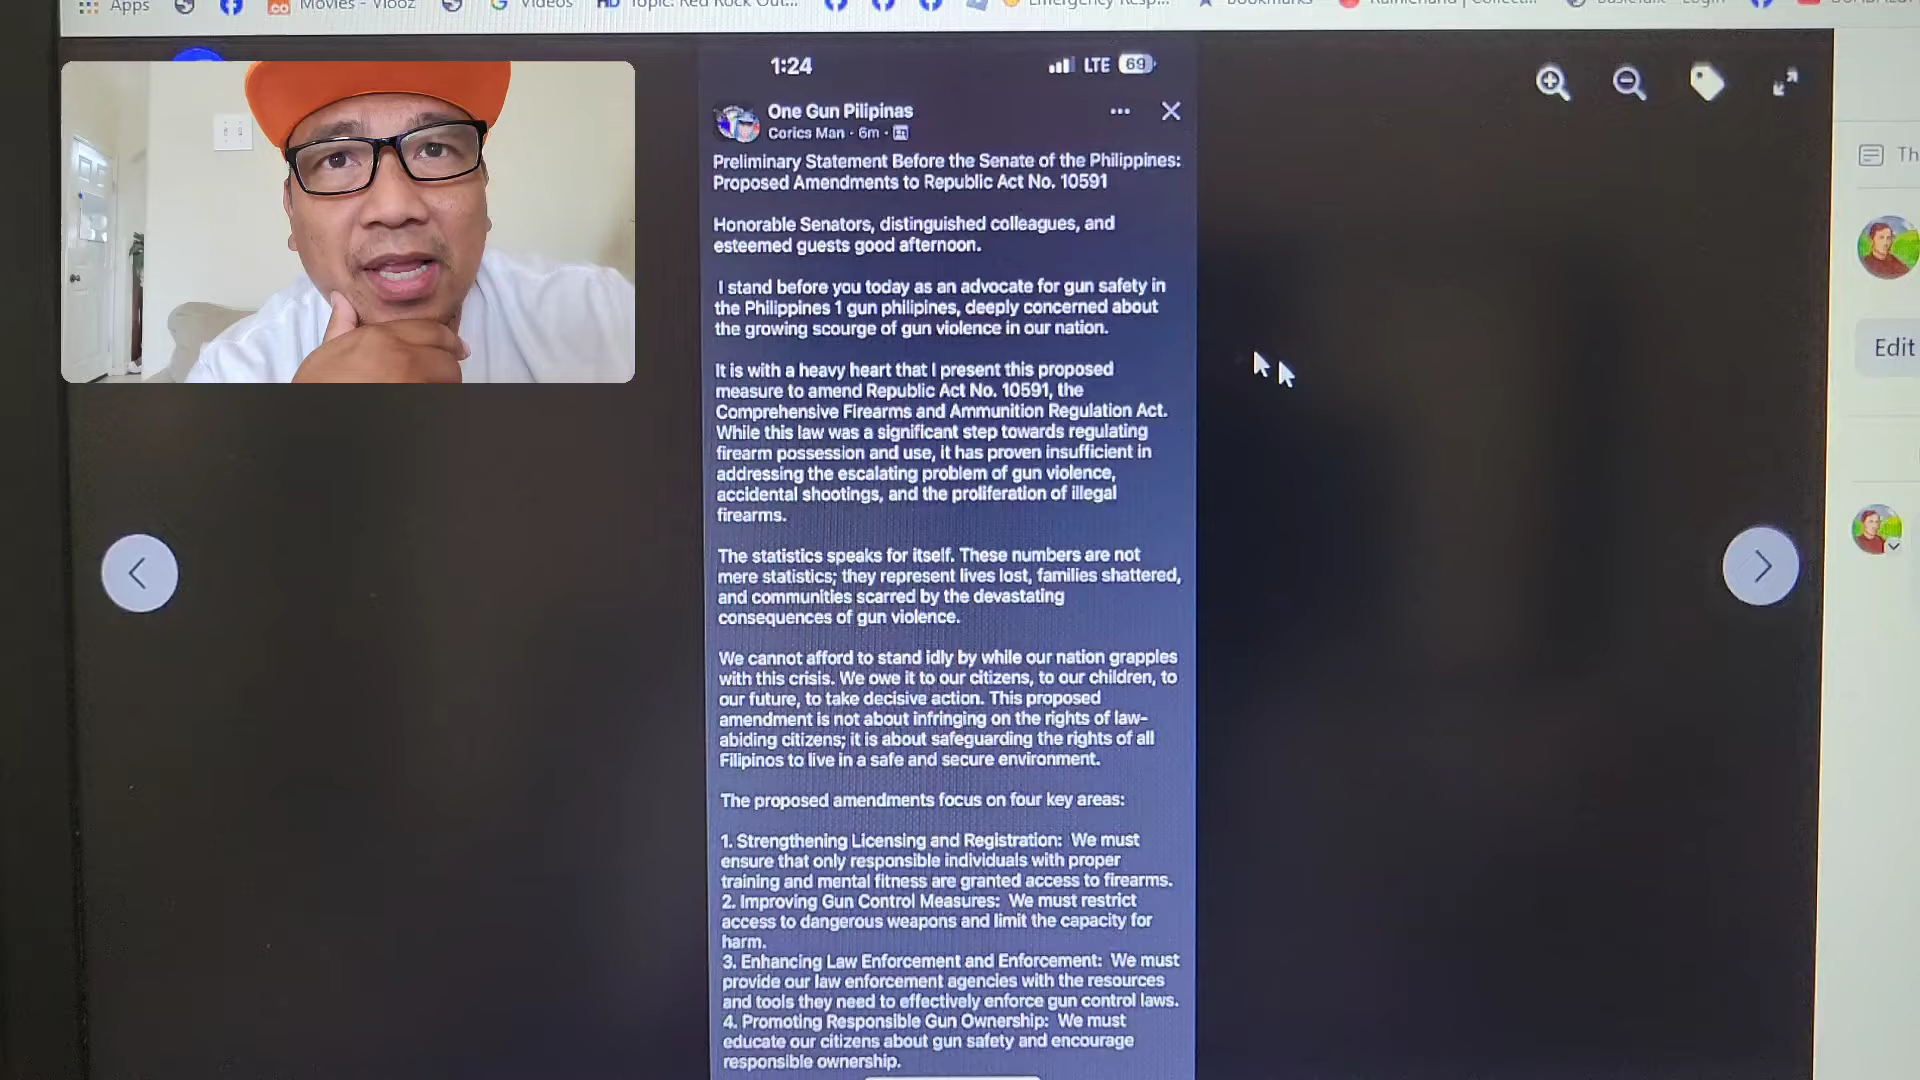 Apps
Movies - Vlooz
Videos
Topic: Red Rock Out...
Emergency Resp...
Bookmarks
1:24
LTE 69
One Gun Pilipinas
Corics Man · 6m ·
Preliminary Statement Before the Senate of the Philippines:
Proposed Amendments to Republic Act No. 10591
Honorable Senators, distinguished colleagues, and
esteemed guests good afternoon.
I stand before you today as an advocate for gun safety in
the Philippines 1 gun philipines, deeply concerned about
the growing scourge of gun violence in our nation.
It is with a heavy heart that I present this proposed
measure to amend Republic Act No. 10591, the
Comprehensive Firearms and Ammunition Regulation Act.
While this law was a significant step towards regulating
firearm possession and use, it has proven insufficient in
addressing the escalating problem of gun violence,
accidental shootings, and the proliferation of illegal
firearms.
The statistics speaks for itself. These numbers are not
mere statistics; they represent lives lost, families shattered,
and communities scarred by the devastating
consequences of gun violence.
We cannot afford to stand idly by while our nation grapples
with this crisis. We owe it to our citizens, to our children, to
our future, to take decisive action. This proposed
amendment is not about infringing on the rights of law-
abiding citizens; it is about safeguarding the rights of all
Filipinos to live in a safe and secure environment.
The proposed amendments focus on four key areas:
1. Strengthening Licensing and Registration: We must
ensure that only responsible individuals with proper
training and mental fitness are granted access to firearms.
2. Improving Gun Control Measures: We must restrict
access to dangerous weapons and limit the capacity for
harm.
3. Enhancing Law Enforcement and Enforcement: We must
provide our law enforcement agencies with the resources
and tools they need to effectively enforce gun control laws.
4. Promoting Responsible Gun Ownership: We must
educate our citizens about gun safety and encourage
responsible ownership.
Th
Edit